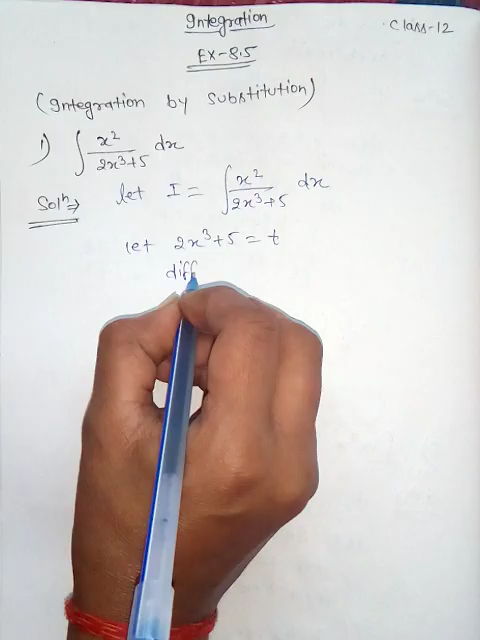 Integration
Class-12
EX-8.5
(Integration by substitution)
1) ∫ x²/(2x³+5) dx
Solⁿ⇒ let I = ∫ x²/(2x³+5) dx
let 2x³+5 = t
diff